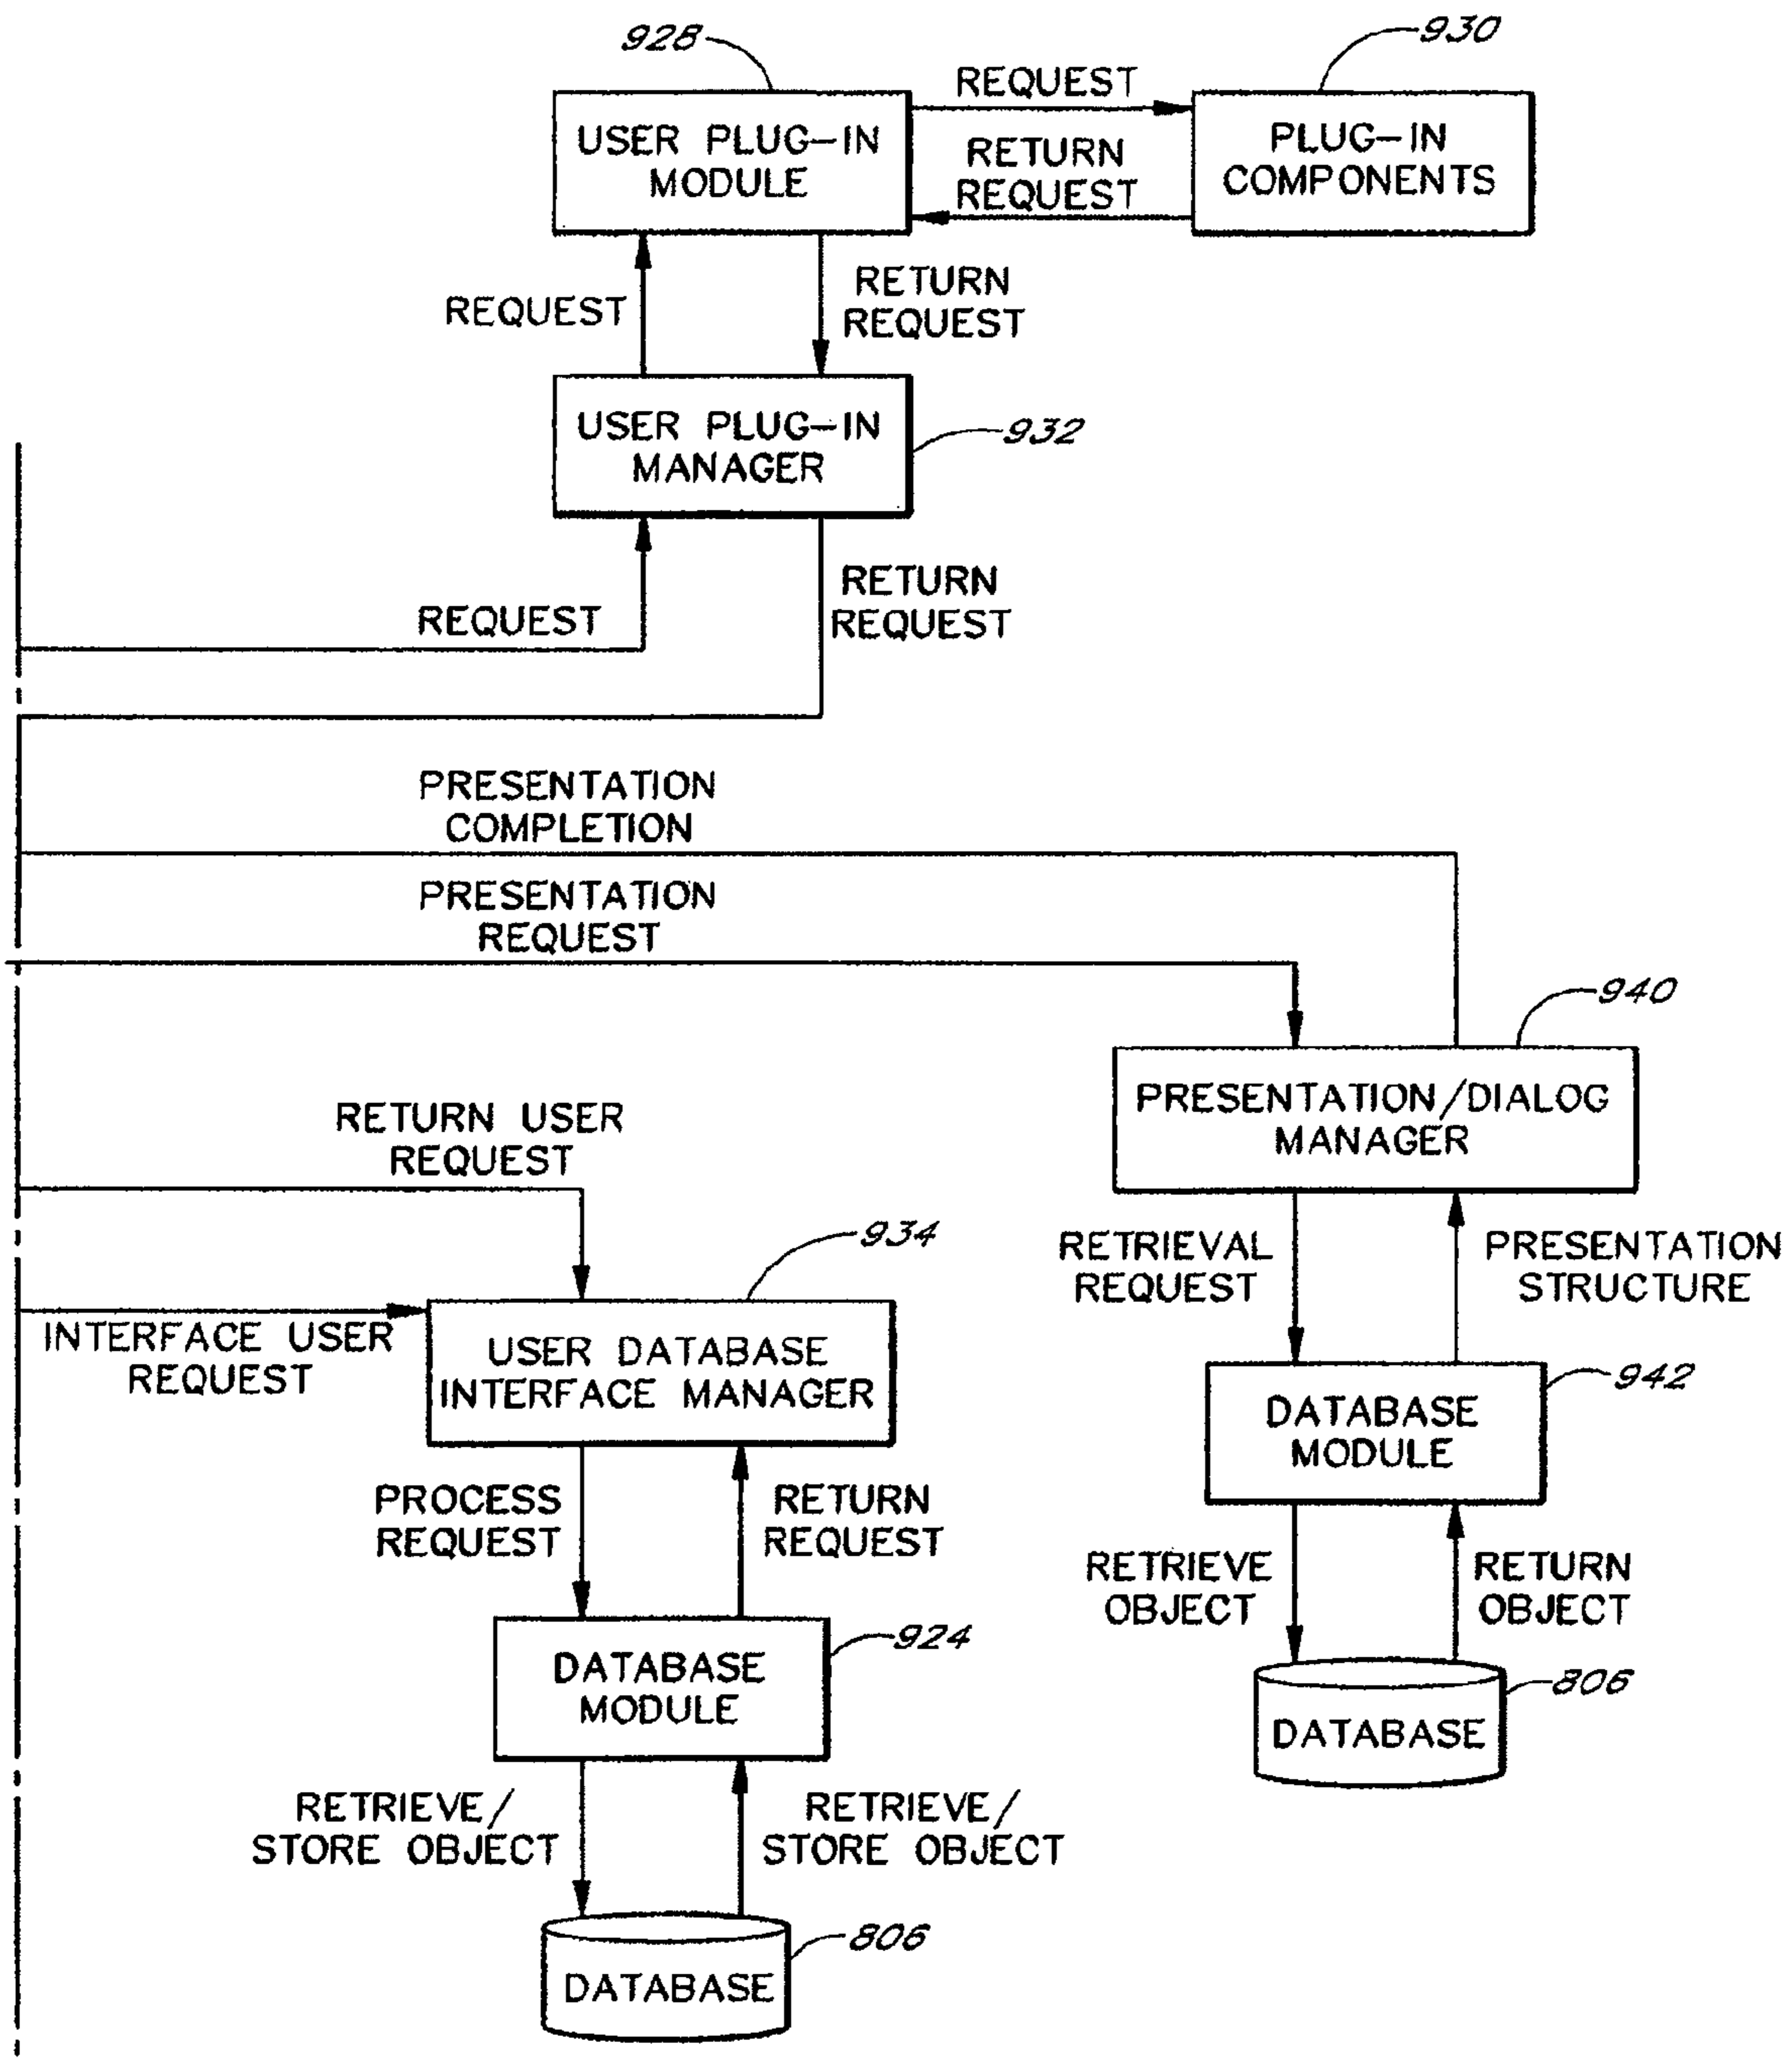 928
930
REQUEST
USER PLUG-IN
MODULE
RETURN
REQUEST
PLUG-IN
COMPONENTS
REQUEST
RETURN
REQUEST
USER PLUG-IN
MANAGER
932
REQUEST
RETURN
REQUEST
PRESENTATION
COMPLETION
PRESENTATION
REQUEST
940
PRESENTATION/DIALOG
MANAGER
RETURN USER
REQUEST
934
RETRIEVAL
REQUEST
PRESENTATION
STRUCTURE
INTERFACE USER
REQUEST
USER DATABASE
INTERFACE MANAGER
942
DATABASE
MODULE
PROCESS
REQUEST
RETURN
REQUEST
RETRIEVE
OBJECT
RETURN
OBJECT
924
DATABASE
MODULE
806
DATABASE
RETRIEVE/
STORE OBJECT
RETRIEVE/
STORE OBJECT
806
DATABASE